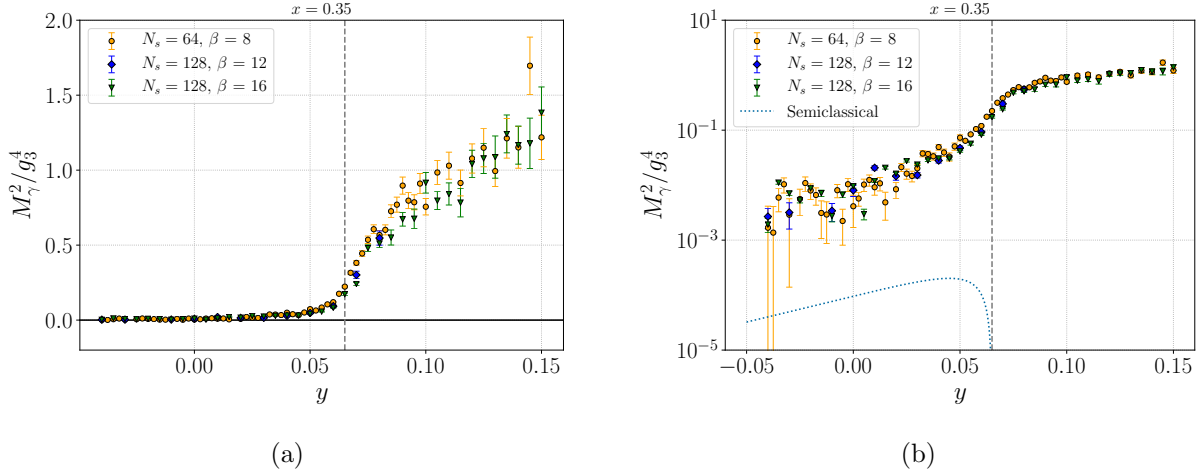 x = 0.35
2.0
1.5
1.0
0.5
0.0
M_γ^2/g_3^4
N_s = 64, β = 8
N_s = 128, β = 12
N_s = 128, β = 16
0.00
0.05
0.10
0.15
y
(a)
x = 0.35
10^1
10^{-1}
10^{-3}
10^{-5}
M_γ^2/g_3^4
N_s = 64, β = 8
N_s = 128, β = 12
N_s = 128, β = 16
Semiclassical
−0.05
0.00
0.05
0.10
0.15
y
(b)